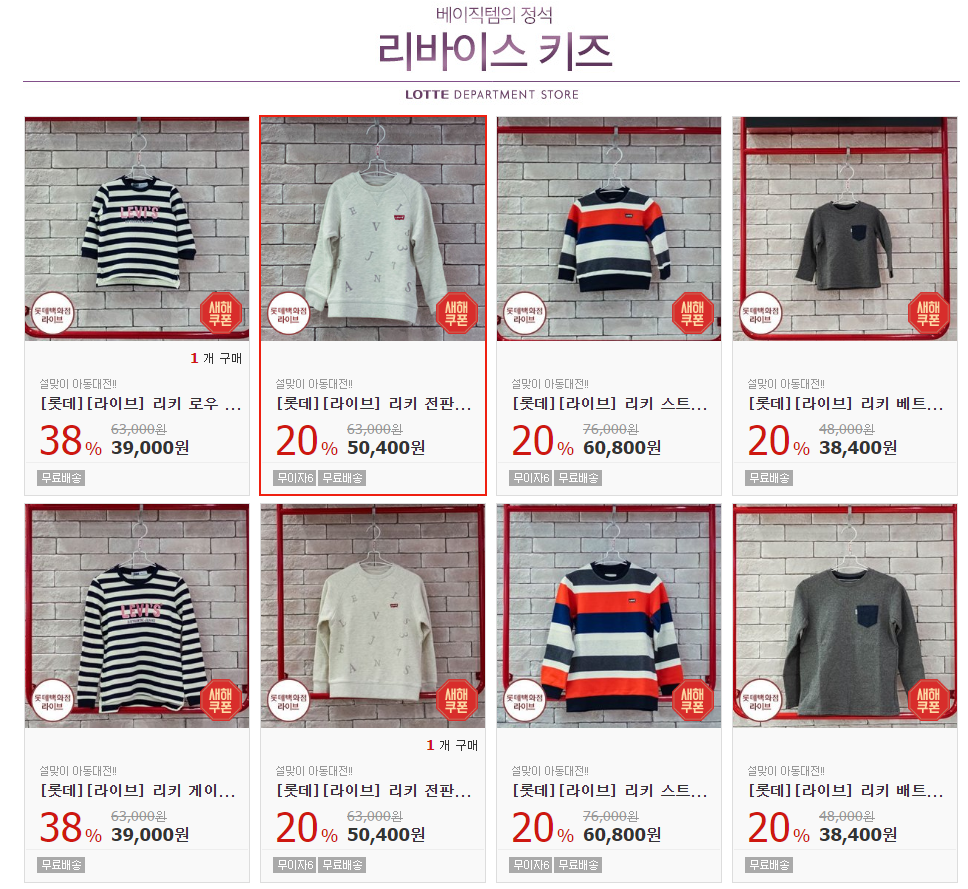 베이직템의 정석
리바이스 키즈
LOTTE DEPARTMENT STORE
LEVI'S
롯데백화점
라이브
새해
쿠폰
Levi's
롯데백화점
라이브
새해
쿠폰
롯데백화점
라이브
새해
쿠폰
롯데백화점
라이브
새해
쿠폰
1 개 구매
설맞이 아동대전!!
[롯데][라이브] 리키 로우 ...
38% 63,000원
39,000원
무료배송
설맞이 아동대전!!
[롯데][라이브] 리키 전판...
20% 63,000원
50,400원
무이자6 무료배송
설맞이 아동대전!!
[롯데][라이브] 리키 스트...
20% 76,000원
60,800원
무이자6 무료배송
설맞이 아동대전!!
[롯데][라이브] 리키 베트...
20% 48,000원
38,400원
무료배송
LEVI'S
롯데백화점
라이브
새해
쿠폰
롯데백화점
라이브
새해
쿠폰
롯데백화점
라이브
새해
쿠폰
롯데백화점
라이브
새해
쿠폰
설맞이 아동대전!!
[롯데][라이브] 리키 게이...
38% 63,000원
39,000원
무료배송
1 개 구매
설맞이 아동대전!!
[롯데][라이브] 리키 전판...
20% 63,000원
50,400원
무이자6 무료배송
설맞이 아동대전!!
[롯데][라이브] 리키 스트...
20% 76,000원
60,800원
무이자6 무료배송
설맞이 아동대전!!
[롯데][라이브] 리키 배트...
20% 48,000원
38,400원
무료배송